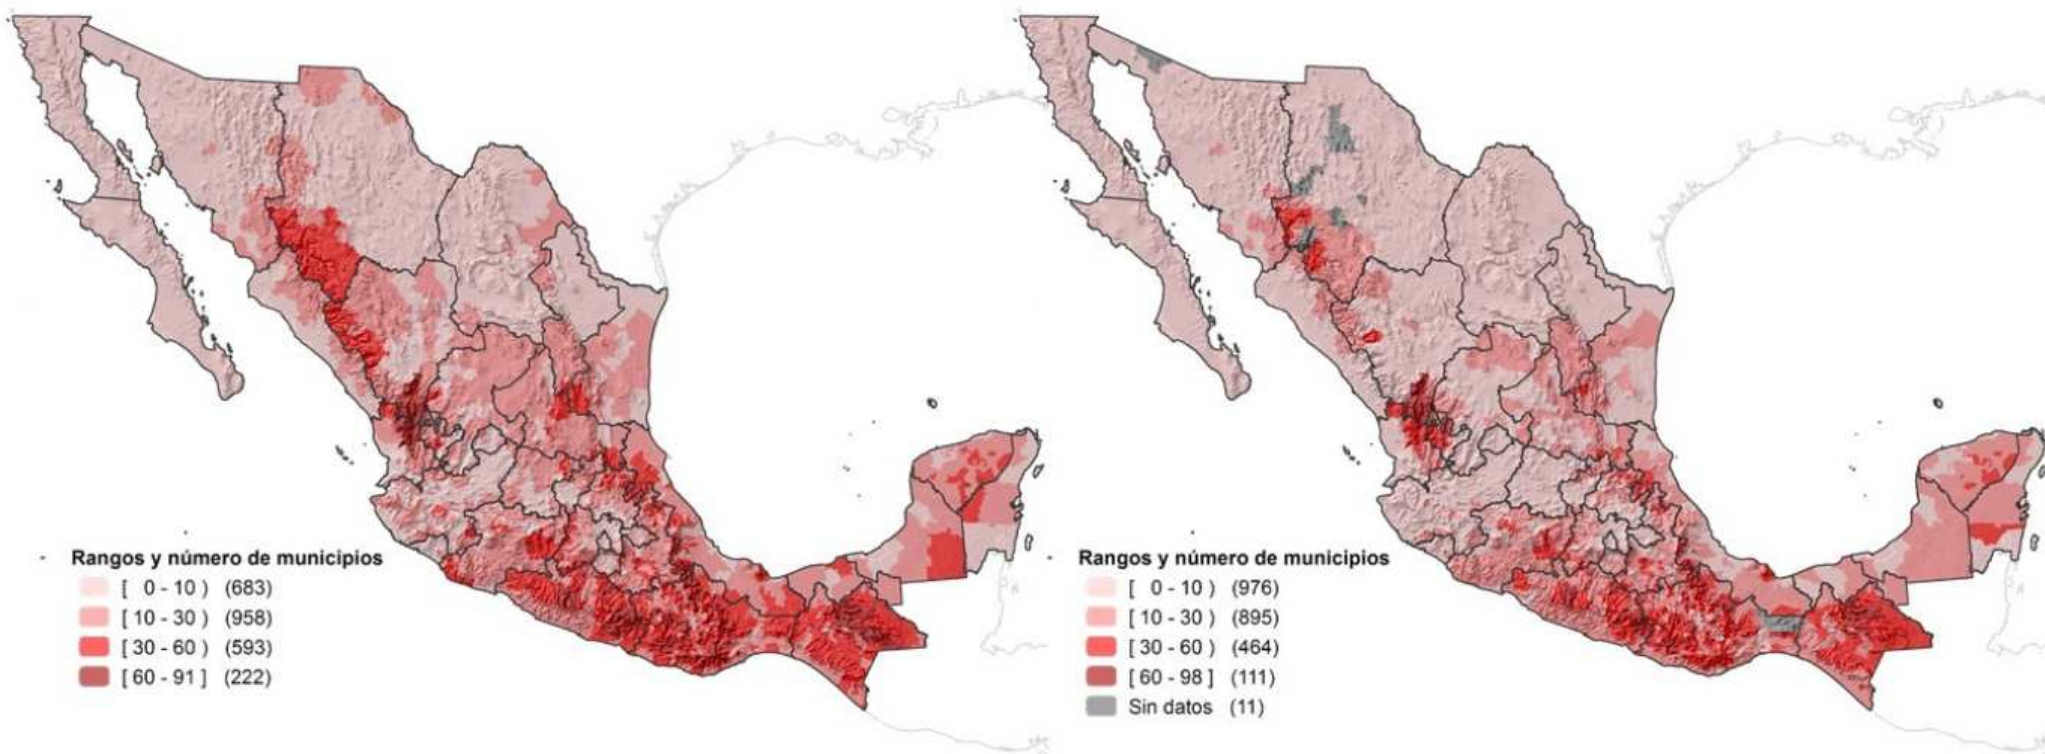 Rangos y número de municipios
[ 0 - 10 ) (683)
[ 10 - 30 ) (958)
[ 30 - 60 ) (593)
[ 60 - 91 ] (222)
Rangos y número de municipios
[ 0 - 10 ) (976)
[ 10 - 30 ) (895)
[ 30 - 60 ) (464)
[ 60 - 98 ] (111)
Sin datos (11)